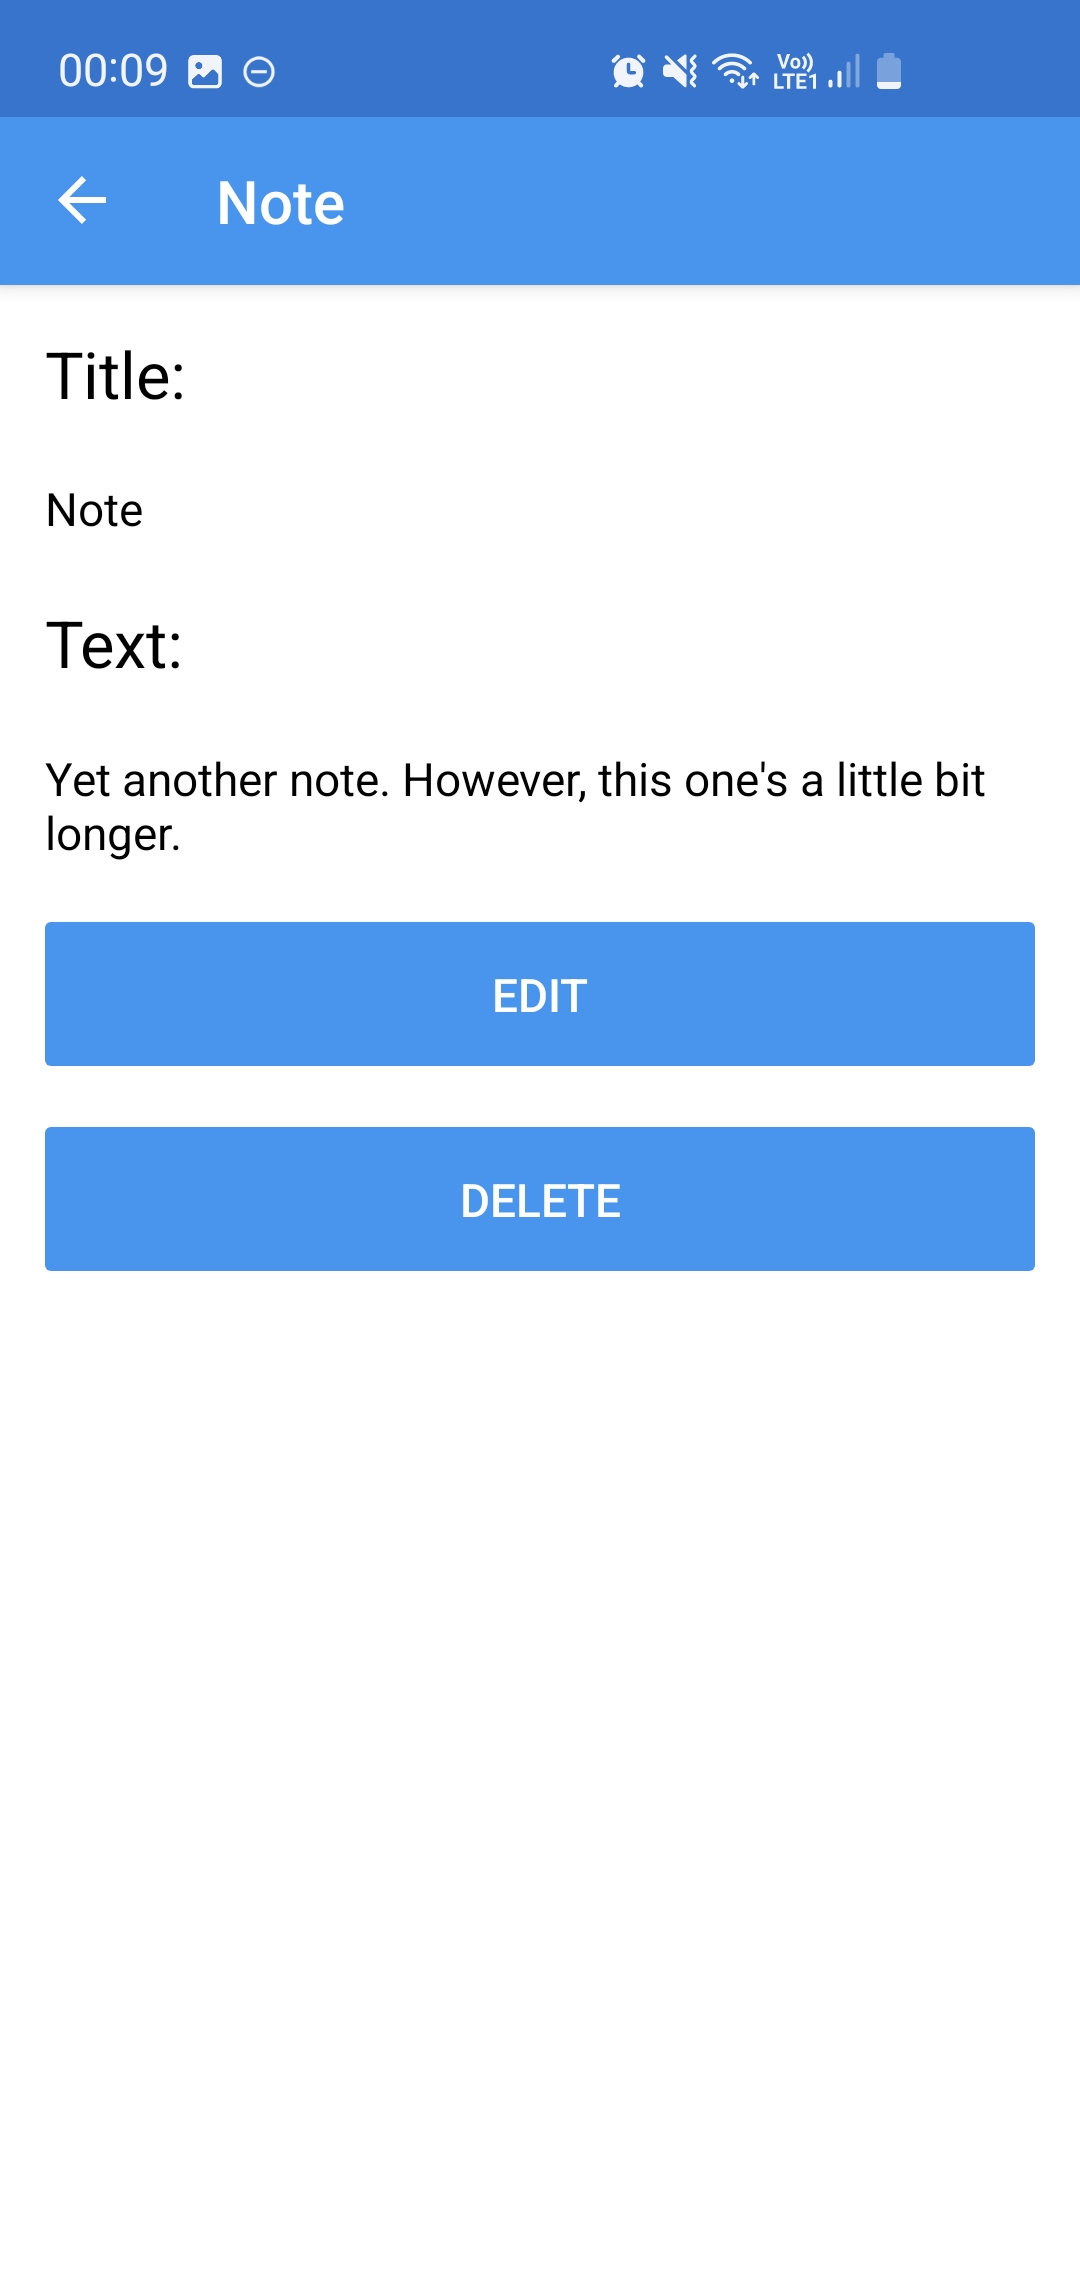 00:09
Vo)) LTE1
Note
Title:
Note
Text:
Yet another note. However, this one's a little bit
longer.
EDIT
DELETE